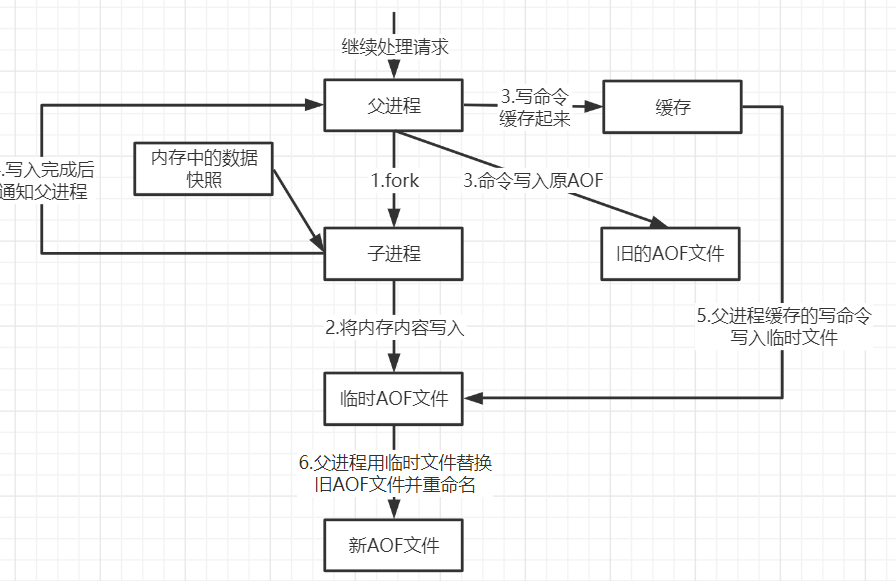 继续处理请求
父进程
3.写命令
缓存起来
缓存
内存中的数据
快照
.写入完成后
通知父进程
1.fork
3.命令写入原AOF
子进程
旧的AOF文件
2.将内存内容写入
5.父进程缓存的写命令
写入临时文件
临时AOF文件
6.父进程用临时文件替换
旧AOF文件并重命名
新AOF文件